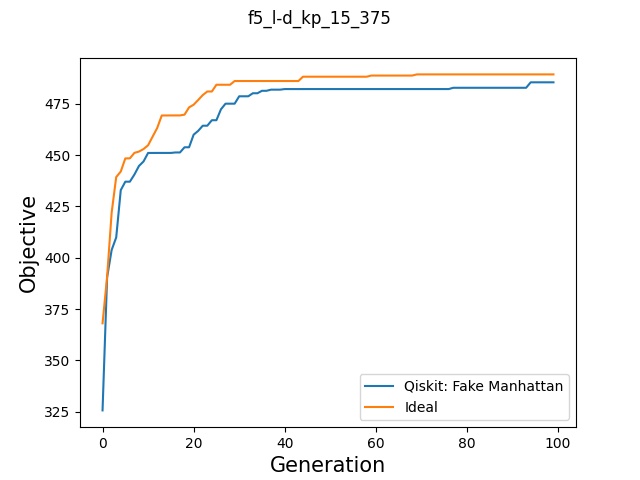 f5_l-d_kp_15_375
Objective
475
450
425
400
375
350
325
0 20 40 60 80 100
Generation
Qiskit: Fake Manhattan
Ideal